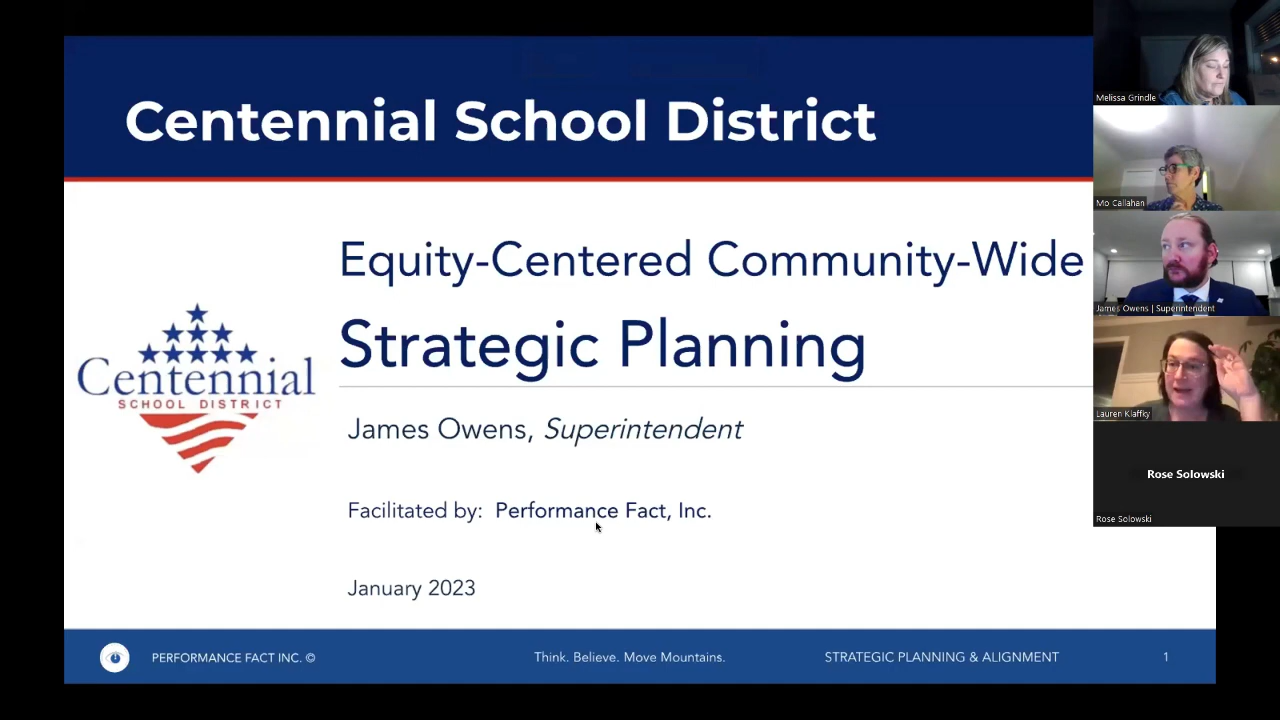 Centennial School District
Equity-Centered Community-Wide
Strategic Planning
Centennial
SCHOOL DISTRICT
James Owens, Superintendent
Facilitated by: Performance Fact, Inc.
January 2023
PERFORMANCE FACT INC. ©
Think. Believe. Move Mountains.
STRATEGIC PLANNING & ALIGNMENT
1
Melissa Grindle
Mo Callahan
James Owens | Superintendent
Lauren Klaffky
Rose Solowski
Rose Solowski